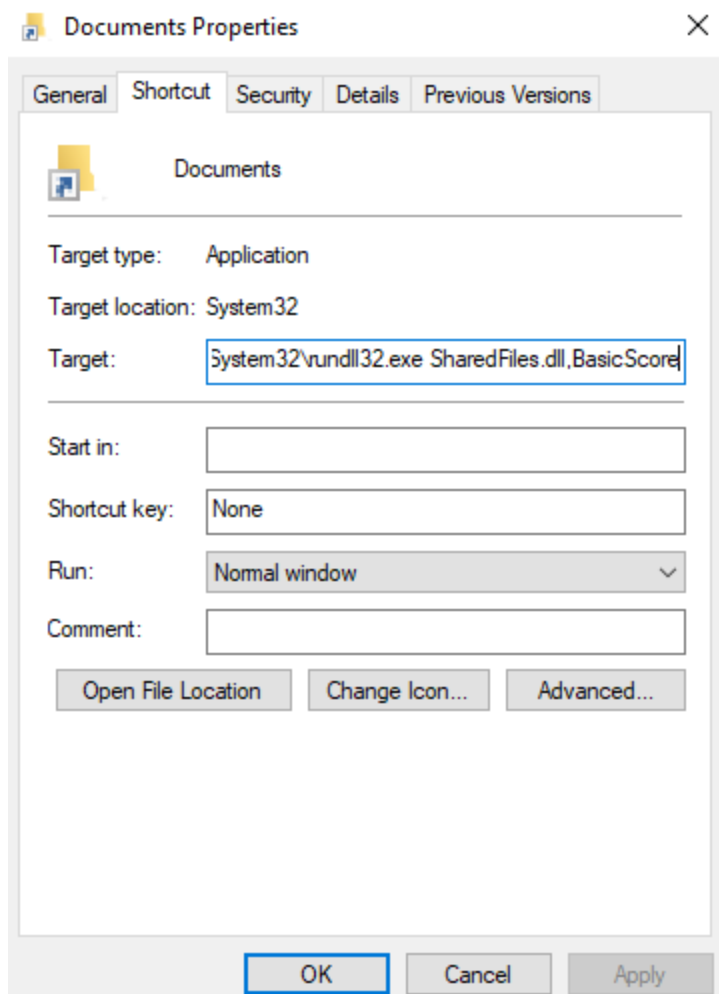 Documents Properties
General Shortcut Security Details Previous Versions
Documents
Target type: Application
Target location: System32
Target: System32\rundll32.exe SharedFiles.dll,BasicScore
Start in:
Shortcut key: None
Run: Normal window
Comment:
Open File Location Change Icon... Advanced...
OK Cancel Apply